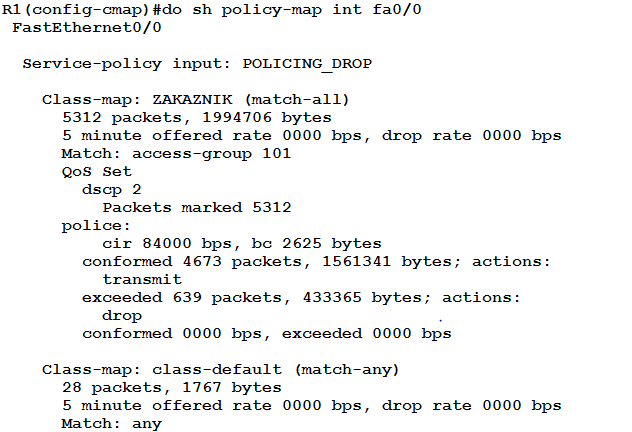 R1(config-cmap)#do sh policy-map int fa0/0
FastEthernet0/0
Service-policy input: POLICING_DROP
Class-map: ZAKAZNIK (match-all)
5312 packets, 1994706 bytes
5 minute offered rate 0000 bps, drop rate 0000 bps
Match: access-group 101
QoS Set
dscp 2
Packets marked 5312
police:
cir 84000 bps, bc 2625 bytes
conformed 4673 packets, 1561341 bytes; actions:
transmit
exceeded 639 packets, 433365 bytes; actions:
drop
conformed 0000 bps, exceeded 0000 bps
Class-map: class-default (match-any)
28 packets, 1767 bytes
5 minute offered rate 0000 bps, drop rate 0000 bps
Match: any